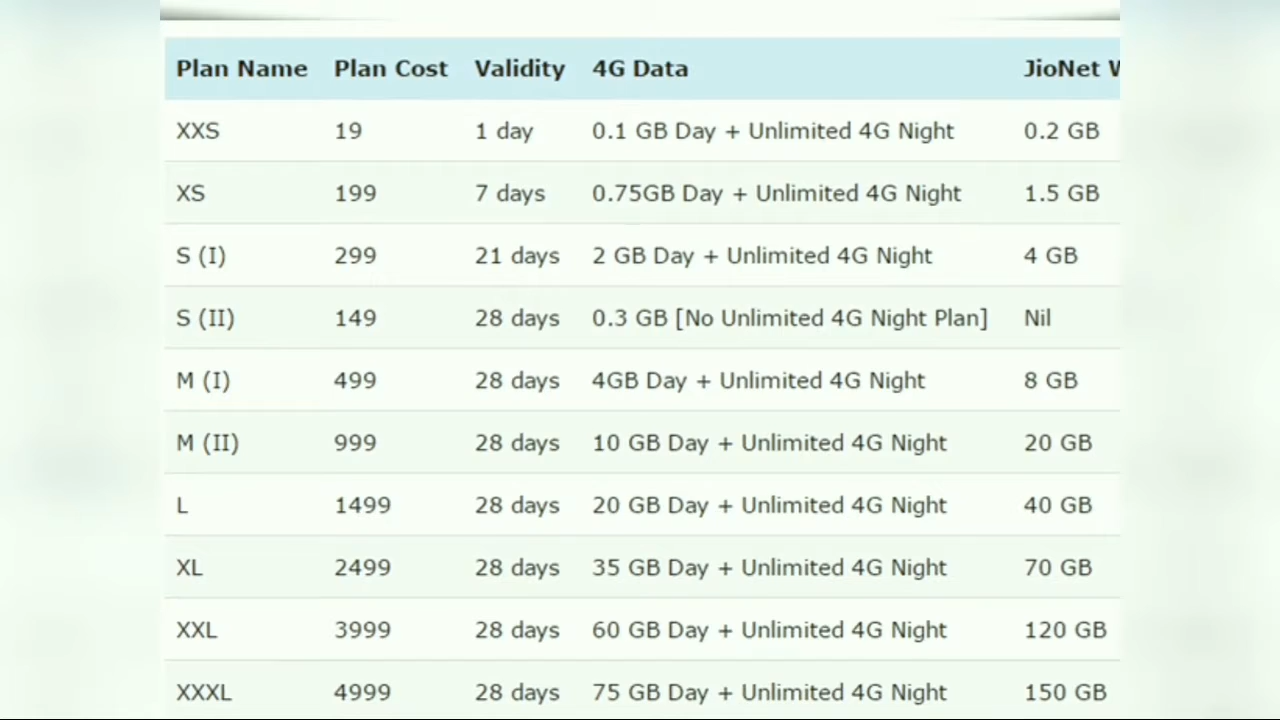 Plan Name Plan Cost Validity 4G Data JioNet
XXS 19 1 day 0.1 GB Day + Unlimited 4G Night 0.2 GB
XS 199 7 days 0.75GB Day + Unlimited 4G Night 1.5 GB
S (I) 299 21 days 2 GB Day + Unlimited 4G Night 4 GB
S (II) 149 28 days 0.3 GB [No Unlimited 4G Night Plan] Nil
M (I) 499 28 days 4GB Day + Unlimited 4G Night 8 GB
M (II) 999 28 days 10 GB Day + Unlimited 4G Night 20 GB
L 1499 28 days 20 GB Day + Unlimited 4G Night 40 GB
XL 2499 28 days 35 GB Day + Unlimited 4G Night 70 GB
XXL 3999 28 days 60 GB Day + Unlimited 4G Night 120 GB
XXXL 4999 28 days 75 GB Day + Unlimited 4G Night 150 GB